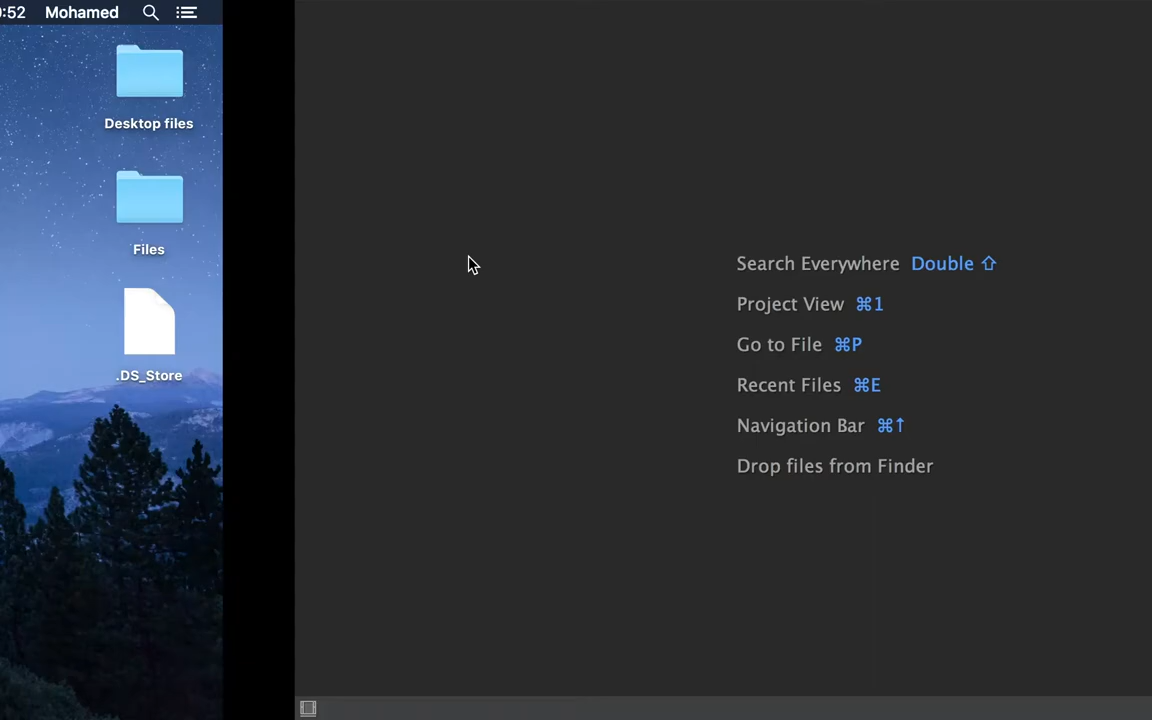 :52 Mohamed
Desktop files
Files
.DS_Store
Search Everywhere Double ⇧
Project View ⌘1
Go to File ⌘P
Recent Files ⌘E
Navigation Bar ⌘↑
Drop files from Finder